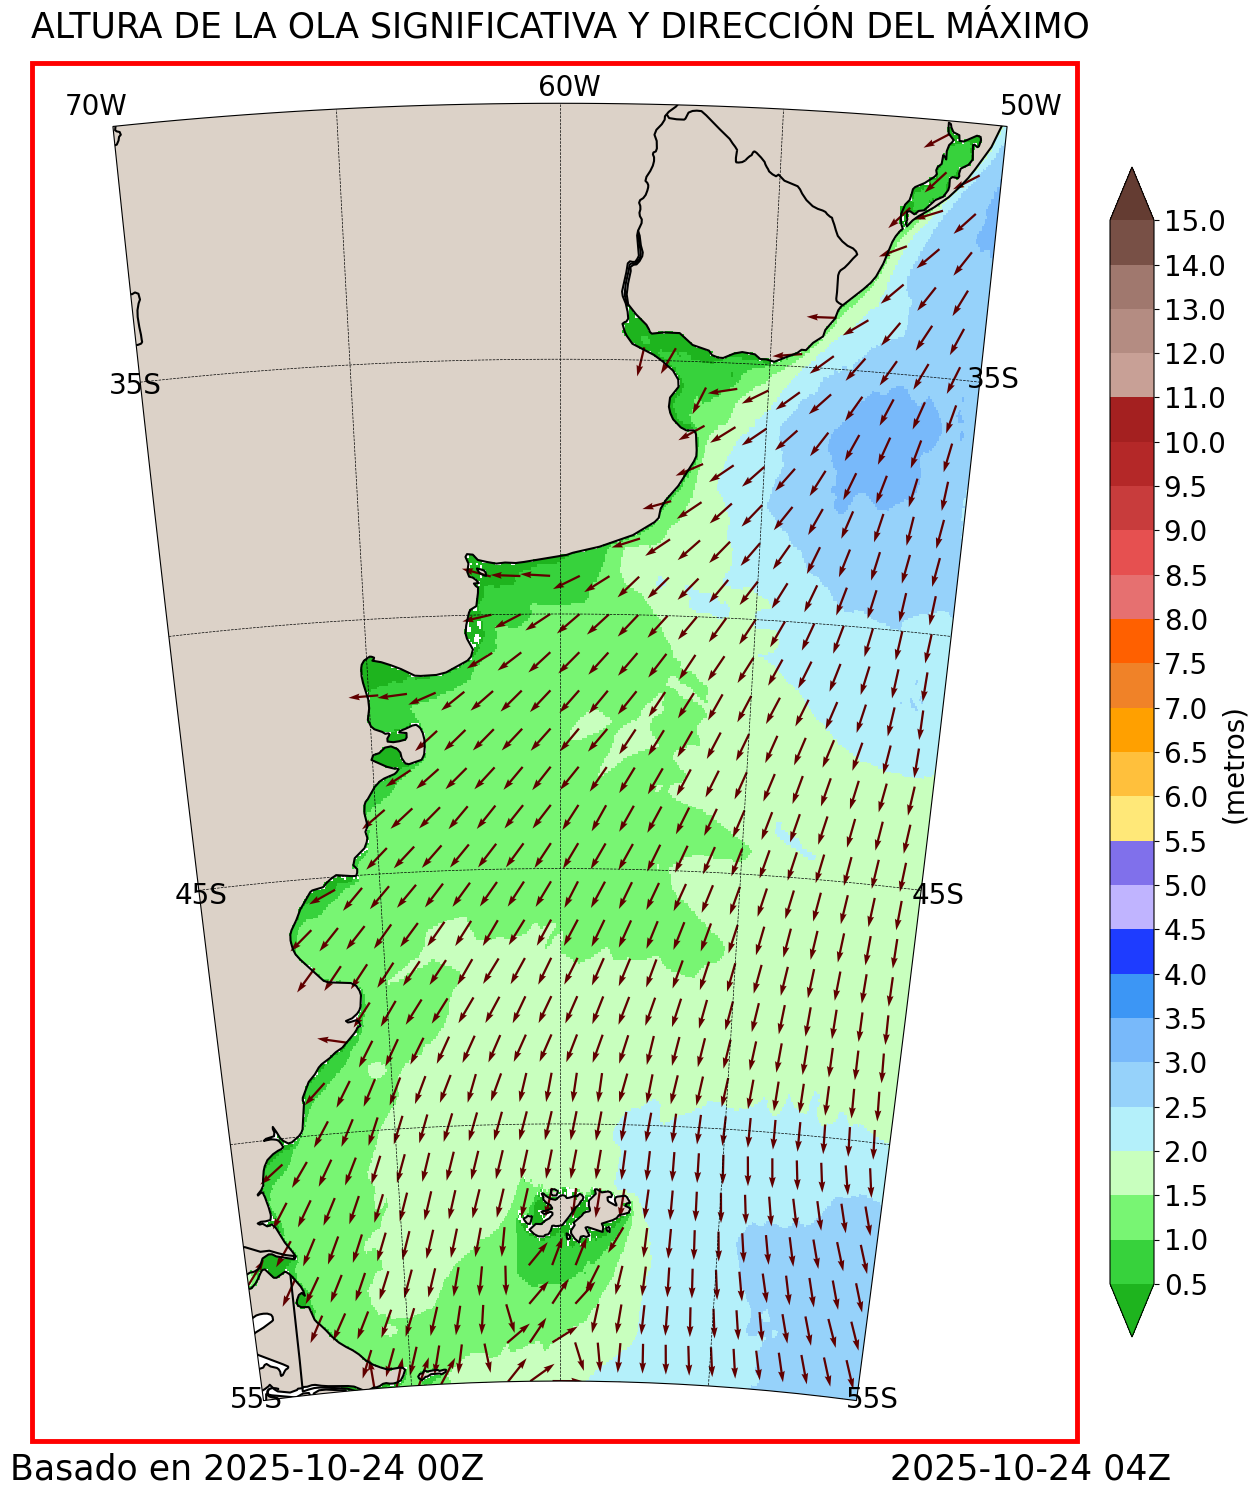 ALTURA DE LA OLA SIGNIFICATIVA Y DIRECCIÓN DEL MÁXIMO
70W
60W
50W
35S
35S
45S
45S
55S
55S
15.0
14.0
13.0
12.0
11.0
10.0
9.5
9.0
8.5
8.0
7.5
7.0
6.5
6.0
5.5
5.0
4.5
4.0
3.5
3.0
2.5
2.0
1.5
1.0
0.5
(metros)
Basado en 2025-10-24 00Z
2025-10-24 04Z